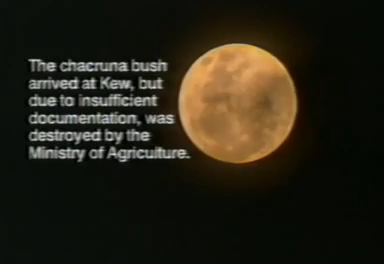 The chacruna bush
arrived at Kew, but
due to insufficient
documentation, was
destroyed by the
Ministry of Agriculture.